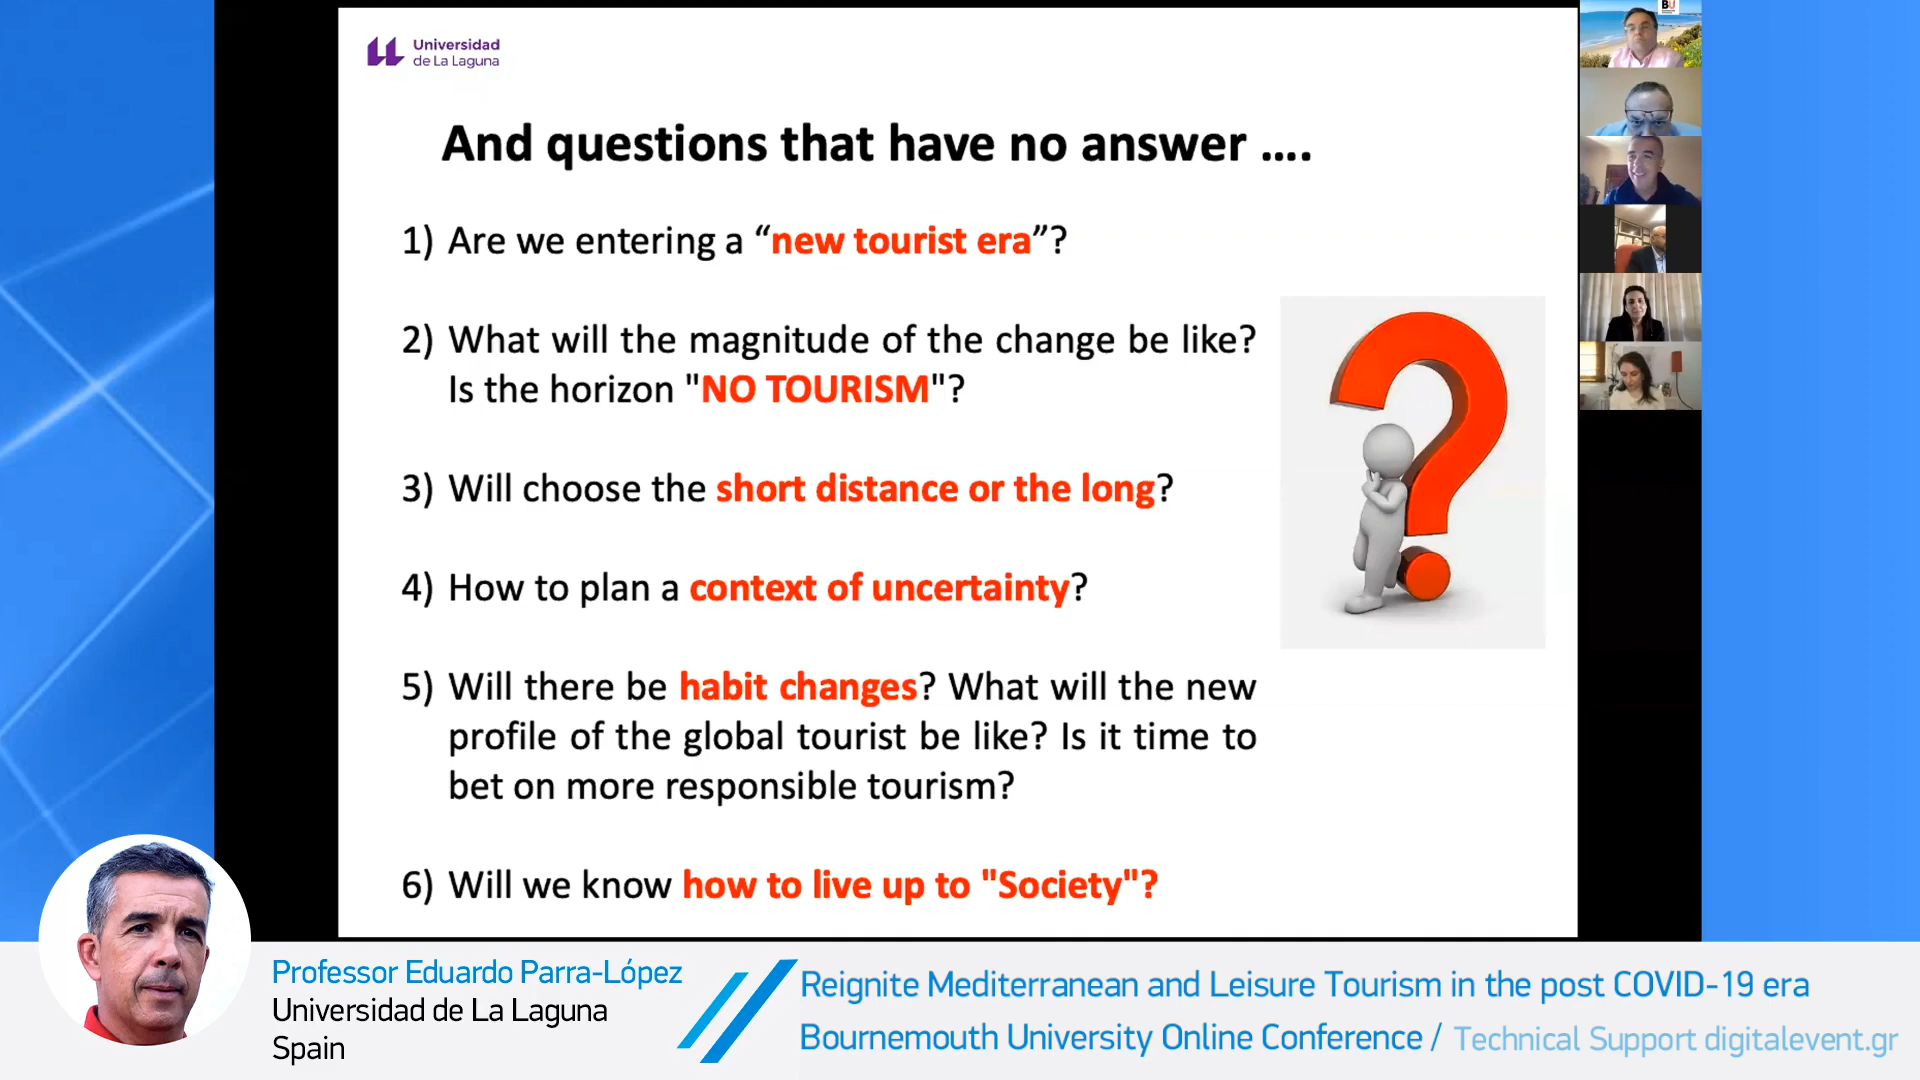 Universidad
de La Laguna
BU
And questions that have no answer ....
1) Are we entering a “new tourist era”?
2) What will the magnitude of the change be like?
Is the horizon "NO TOURISM"?
3) Will choose the short distance or the long?
4) How to plan a context of uncertainty?
5) Will there be habit changes? What will the new
profile of the global tourist be like? Is it time to
bet on more responsible tourism?
6) Will we know how to live up to "Society"?
Professor Eduardo Parra-López
Universidad de La Laguna
Spain
Reignite Mediterranean and Leisure Tourism in the post COVID-19 era
Bournemouth University Online Conference / Technical Support digitalevent.gr